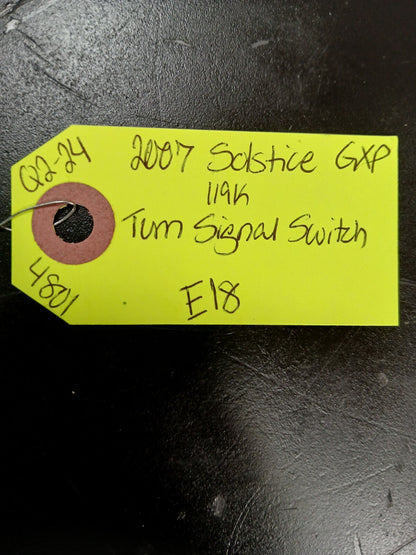 Q2-24
4801
2007 Solstice GXP
119K
Turn Signal Switch
E18